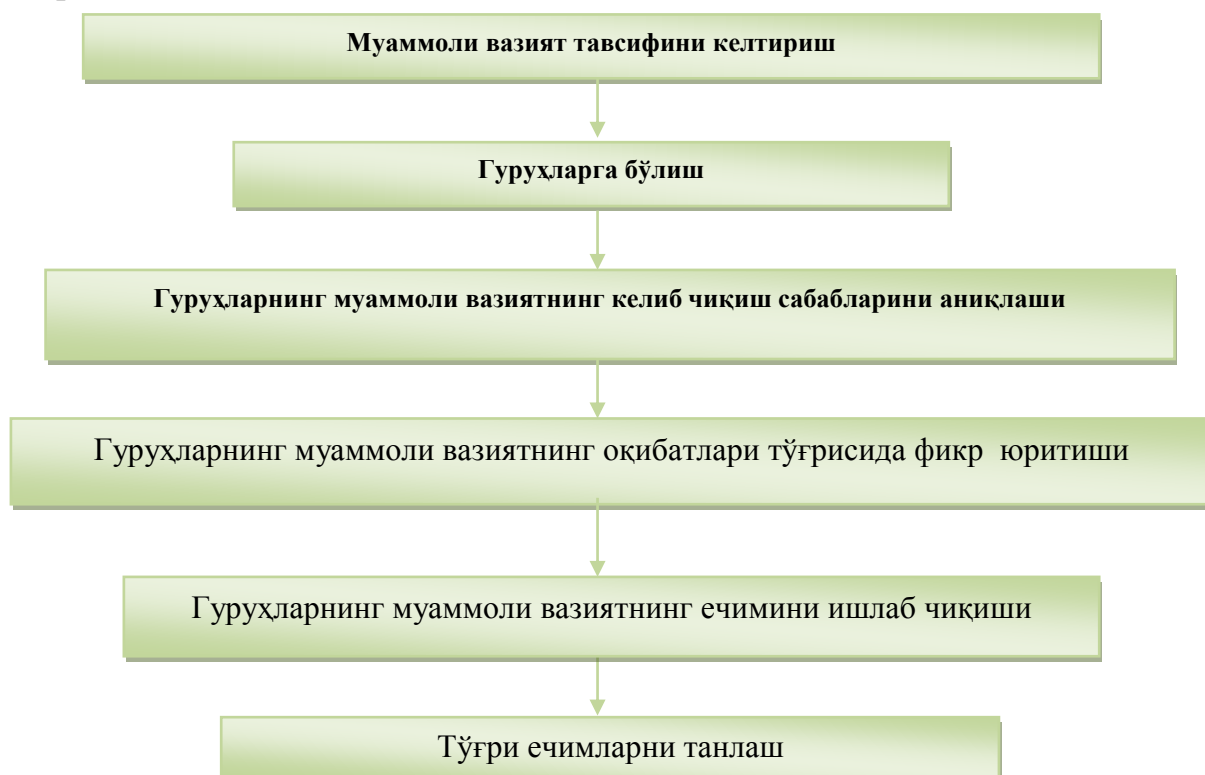 Муаммоли вазият тавсифини келтириш
Гуруҳларга бўлиш
Гуруҳларнинг муаммоли вазиятнинг келиб чиқиш сабабларини аниқлаши
Гуруҳларнинг муаммоли вазиятнинг оқибатлари тўғрисида фикр юритиши
Гуруҳларнинг муаммоли вазиятнинг ечимини ишлаб чиқиши
Тўғри ечимларни танлаш